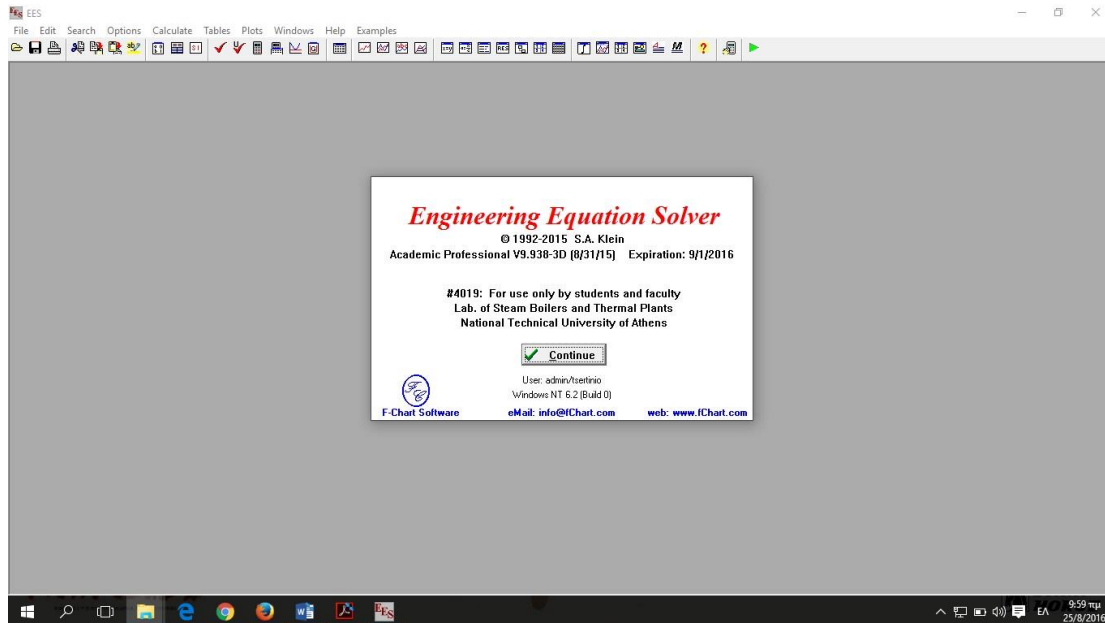 EES
File Edit Search Options Calculate Tables Plots Windows Help Examples
Engineering Equation Solver
© 1992-2015 S.A. Klein
Academic Professional V9.938-3D (8/31/15) Expiration: 9/1/2016
#4019: For use only by students and faculty
Lab. of Steam Boilers and Thermal Plants
National Technical University of Athens
Continue
User: admin/tsertinio
Windows NT 6.2 (Build 0)
F-Chart Software eMail: info@fChart.com web: www.fChart.com
ΕΛ 9:59 πμ
25/8/2016